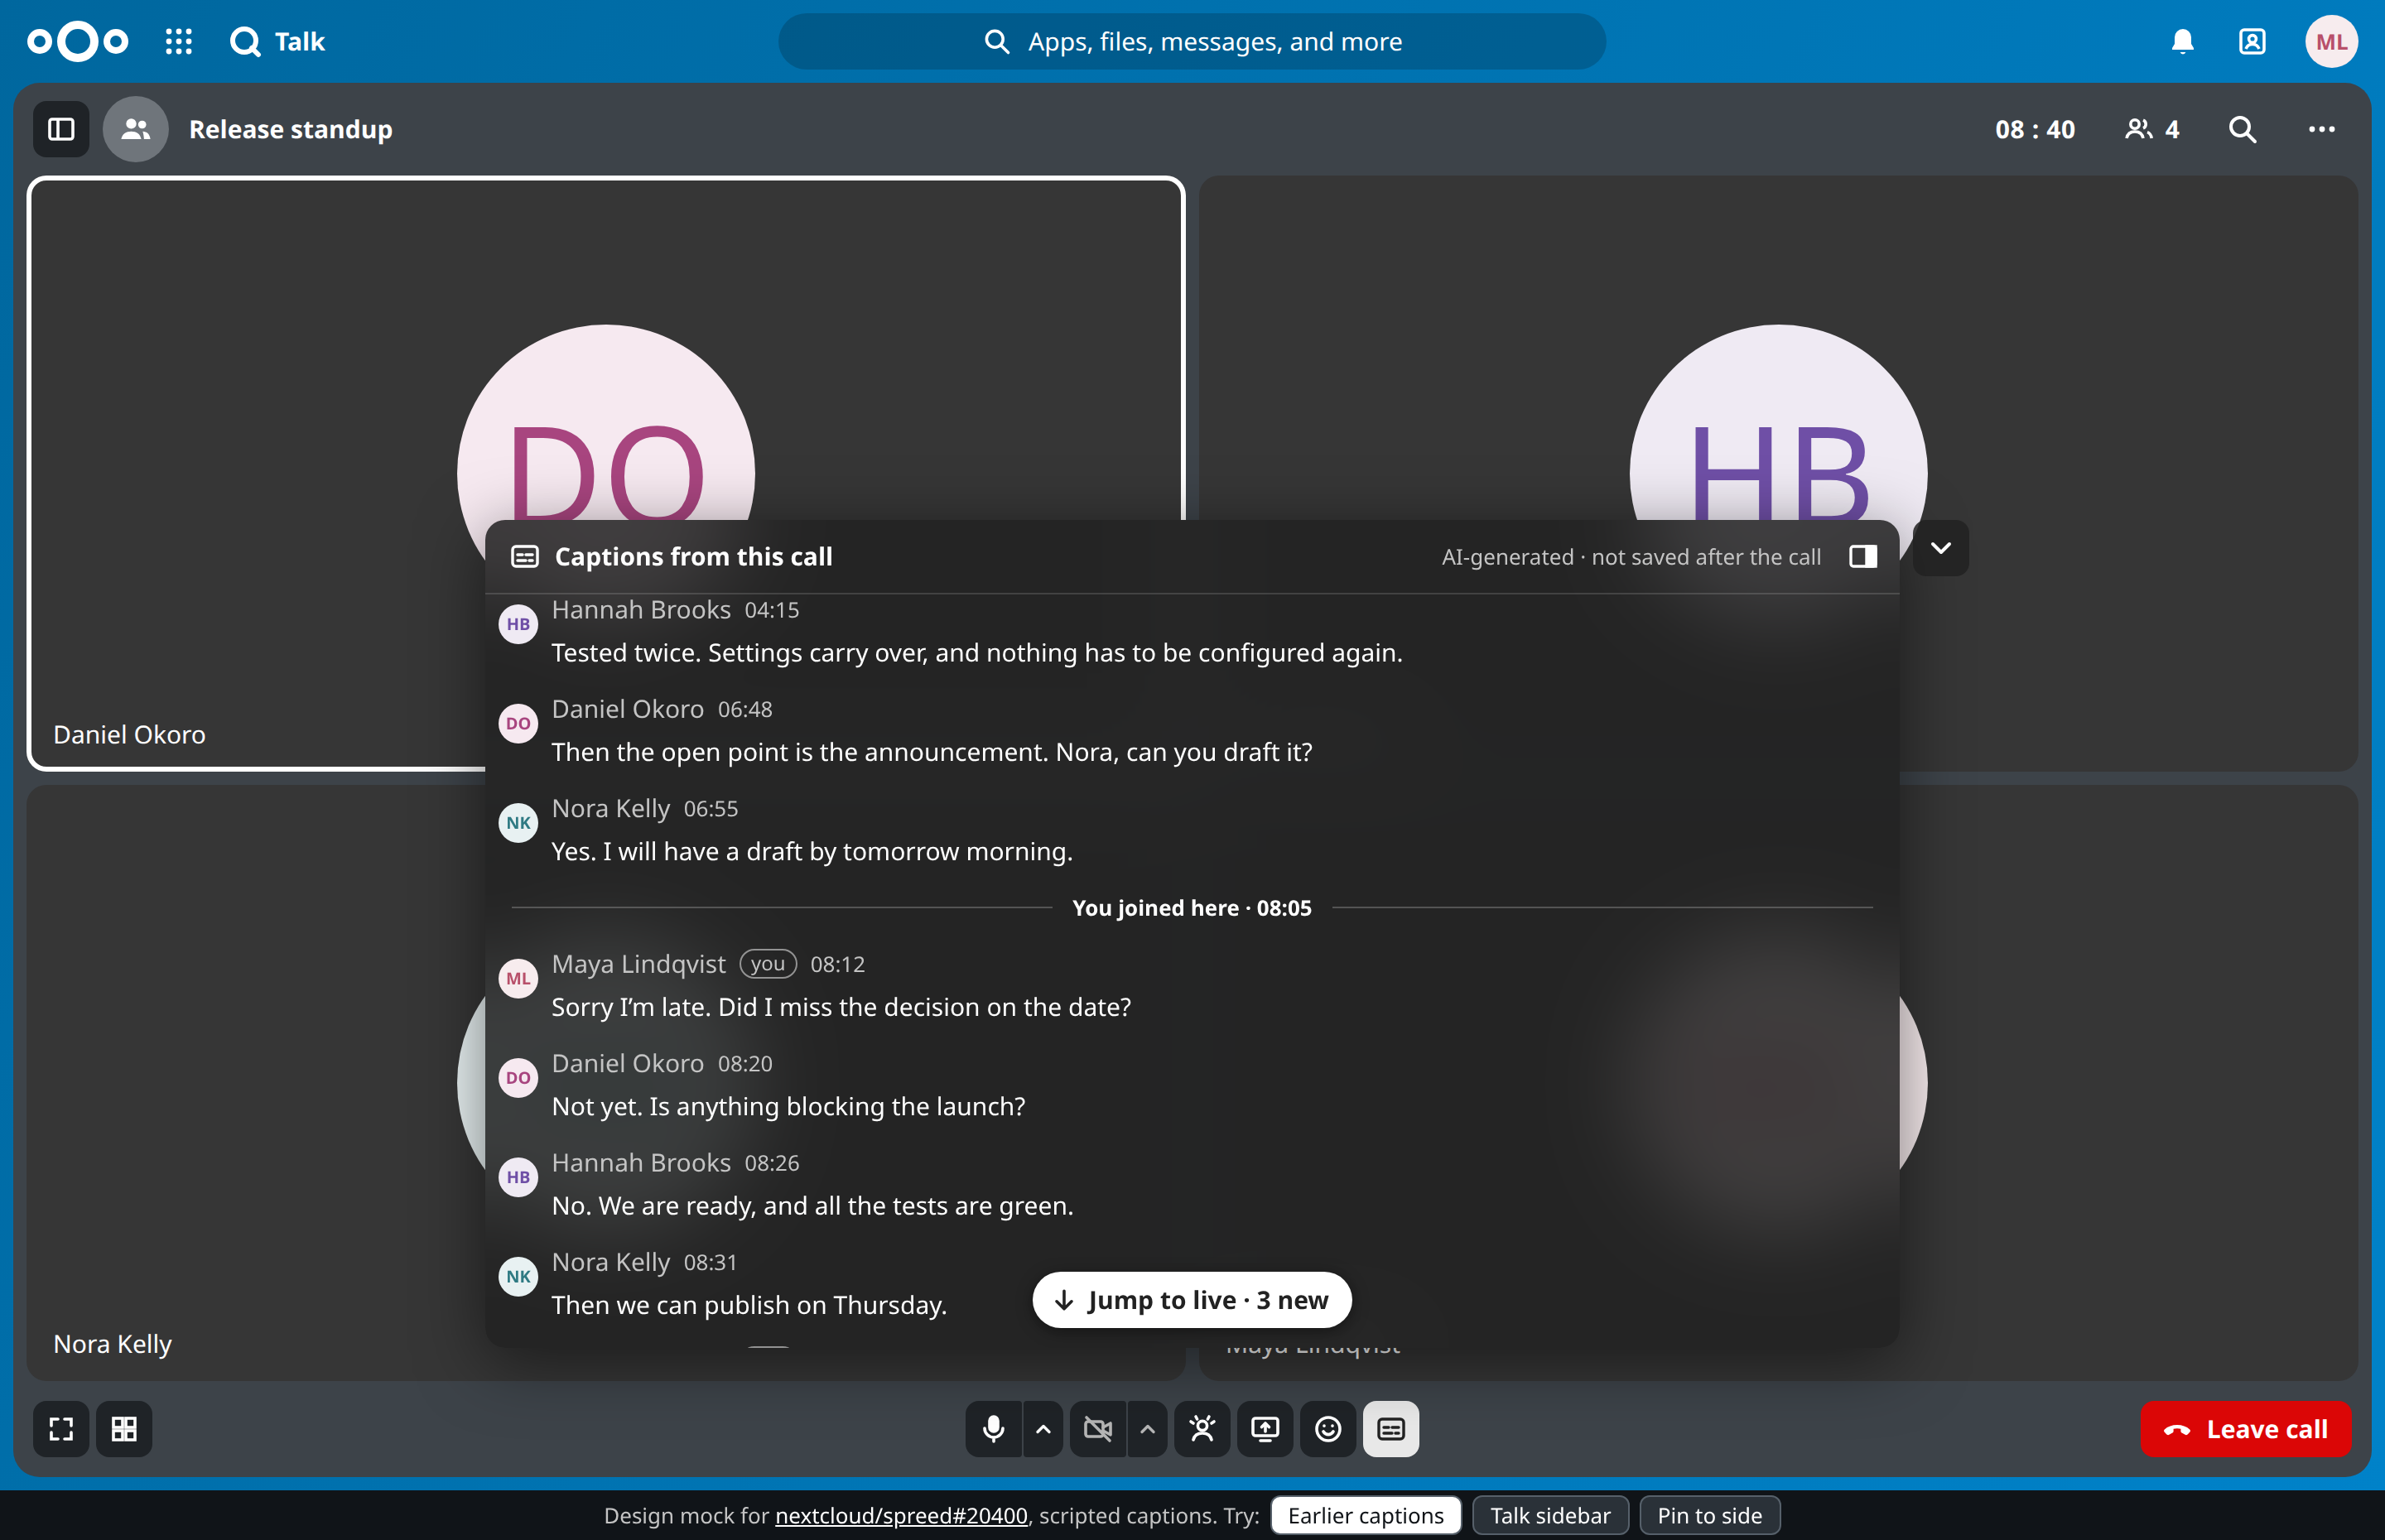 Talk
Apps, files, messages, and more
ML
Release standup
08 : 40
4
DO
HB
Captions from this call
AI-generated · not saved after the call
HB
Hannah Brooks 04:15
Tested twice. Settings carry over, and nothing has to be configured again.
DO
Daniel Okoro 06:48
Then the open point is the announcement. Nora, can you draft it?
Daniel Okoro
NK
Nora Kelly 06:55
Yes. I will have a draft by tomorrow morning.
You joined here · 08:05
ML
Maya Lindqvist you 08:12
Sorry I’m late. Did I miss the decision on the date?
DO
Daniel Okoro 08:20
Not yet. Is anything blocking the launch?
HB
Hannah Brooks 08:26
No. We are ready, and all the tests are green.
NK
Nora Kelly 08:31
Then we can publish on Thursday.
Jump to live · 3 new
Nora Kelly
Maya Lindqvist
Leave call
Design mock for nextcloud/spreed#20400, scripted captions. Try: Earlier captions Talk sidebar Pin to side